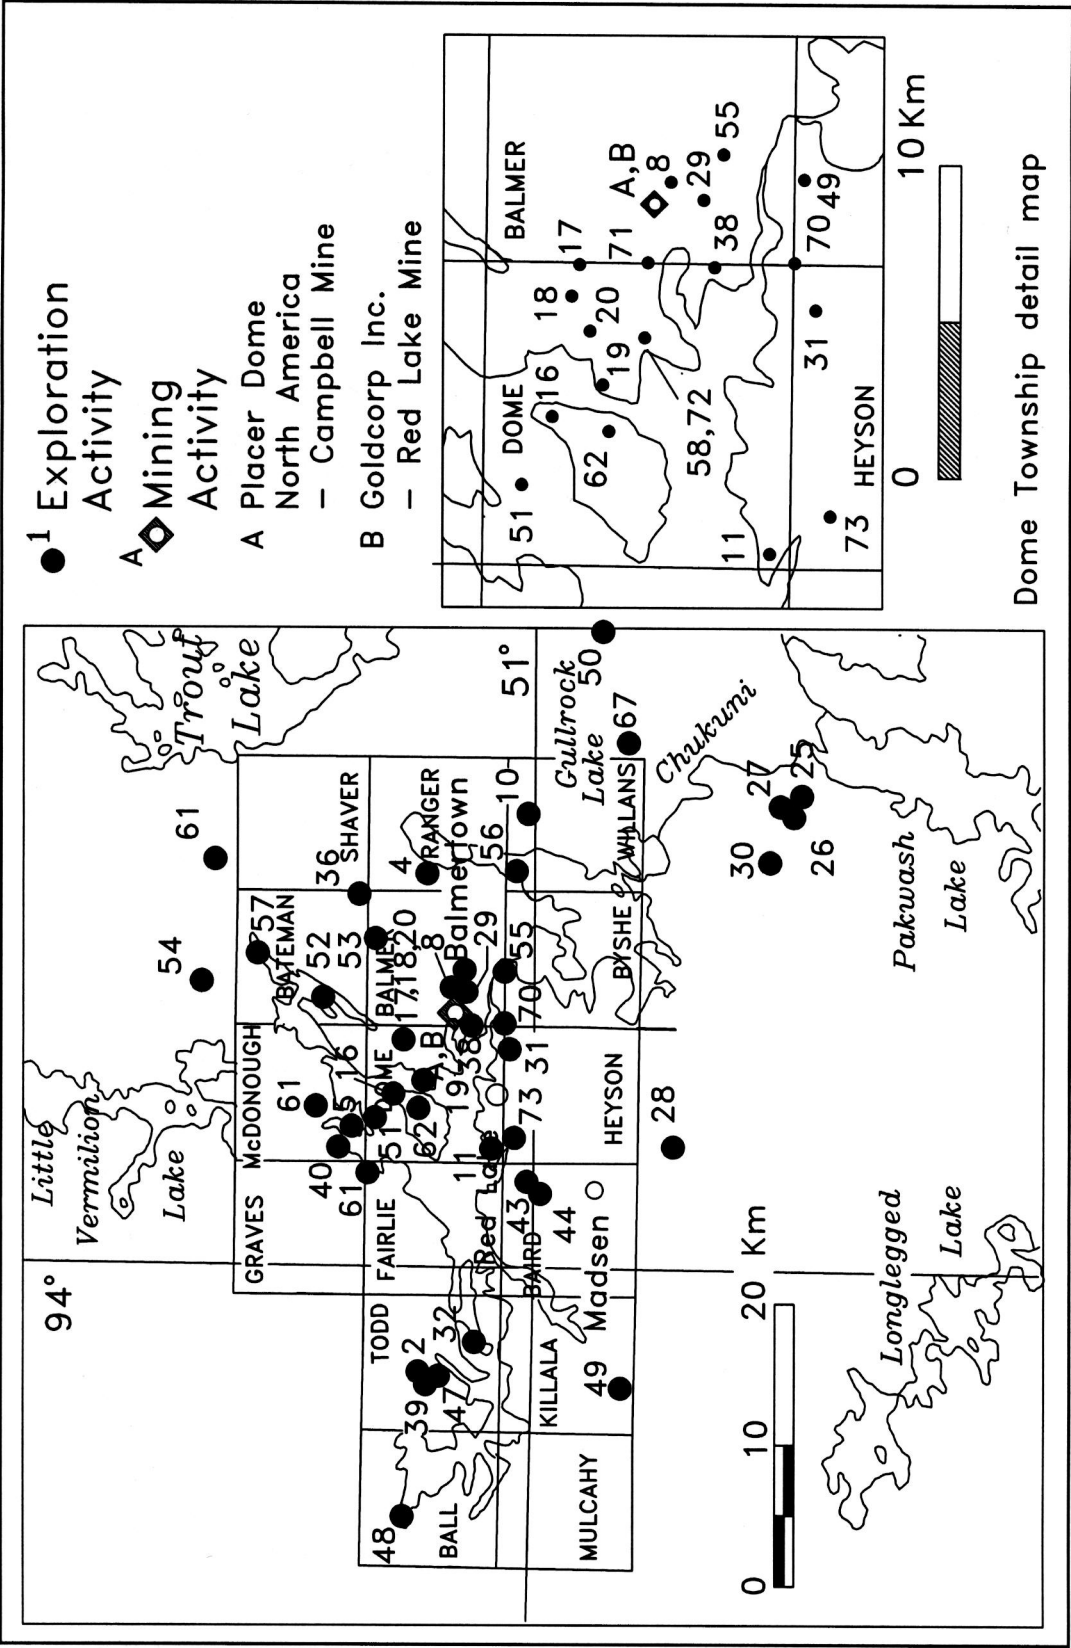 94°
Little
Vermilion
Lake
Trout
Lake
54
61
GRAVES
McDONOUGH
BATEMAN
SHAVER
57
52
53
36
61
40
5
16
61
TODD
FAIRLIE
BALMER
RANGER
4
17,18,20
48
BALL
39
2
47
32
51
62
19
A,B
38
8
29
Balmertown
11
Red Lake
73
31
70
55
56
10
51°
MULCAHY
KILLALA
BAIRD
43
44
HEYSON
BYSHE
WILLANS
49
Madsen
Gullrock
Lake
50
67
28
Chukuni
30
27
26
25
Pakwash
Lake
Longlegged
Lake
0 10 20 Km
1 Exploration
Activity
A Mining
Activity
A Placer Dome
North America
– Campbell Mine
B Goldcorp Inc.
– Red Lake Mine
51
DOME
BALMER
16
18
17
62
20
19
71
A,B
8
29
55
58,72
38
11
73
HEYSON
31
70
49
0 10 Km
Dome Township detail map